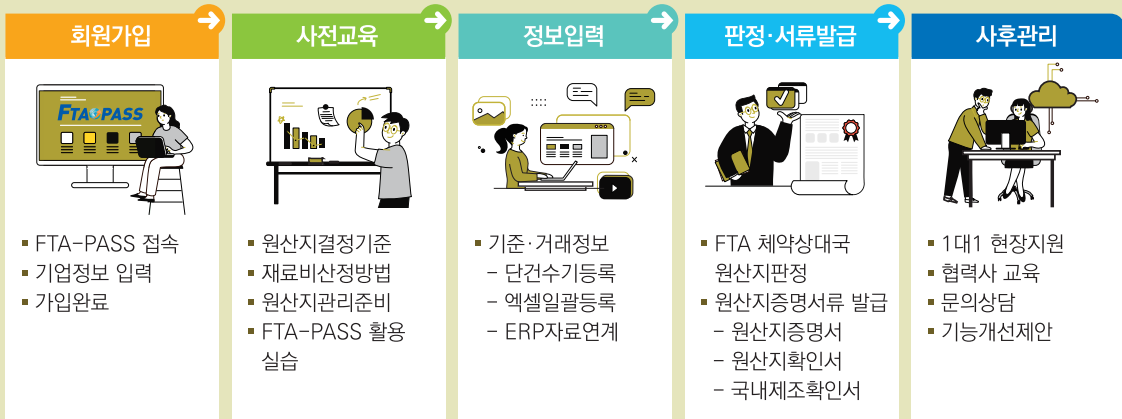 회원가입
FTA PASS
▪ FTA-PASS 접속
▪ 기업정보 입력
▪ 가입완료
사전교육
▪ 원산지결정기준
▪ 재료비산정방법
▪ 원산지관리준비
▪ FTA-PASS 활용
실습
정보입력
▪ 기준·거래정보
- 단건수기등록
- 엑셀일괄등록
- ERP자료연계
판정·서류발급
▪ FTA 체약상대국
원산지판정
▪ 원산지증명서류 발급
- 원산지증명서
- 원산지확인서
- 국내제조확인서
사후관리
▪ 1대1 현장지원
▪ 협력사 교육
▪ 문의상담
▪ 기능개선제안